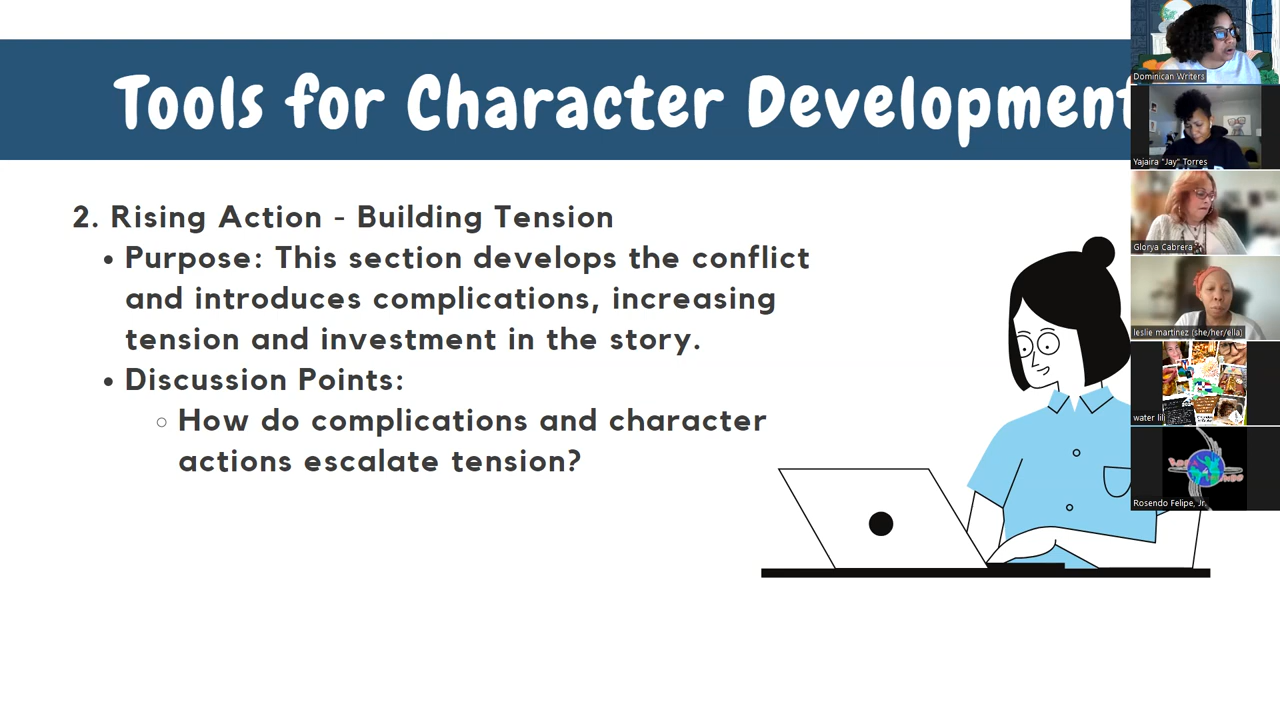 Tools for Character Development
2. Rising Action - Building Tension
• Purpose: This section develops the conflict
and introduces complications, increasing
tension and investment in the story.
• Discussion Points:
◦ How do complications and character
actions escalate tension?
Dominican Writers
Yajaira "Jay" Torres
Glorya Cabrera
leslie martinez (she/her/ella)
water lil
Rosendo Felipe, Jr.